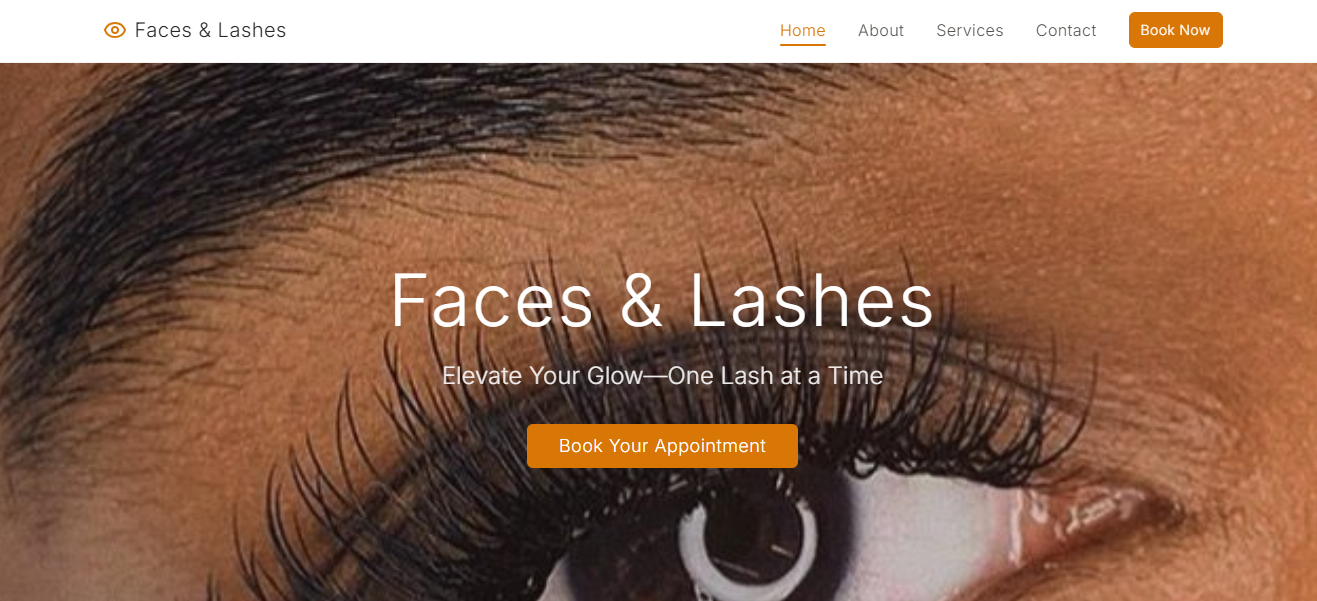 Faces & Lashes
Home
About
Services
Contact
Book Now
Faces & Lashes
Elevate Your Glow—One Lash at a Time
Book Your Appointment